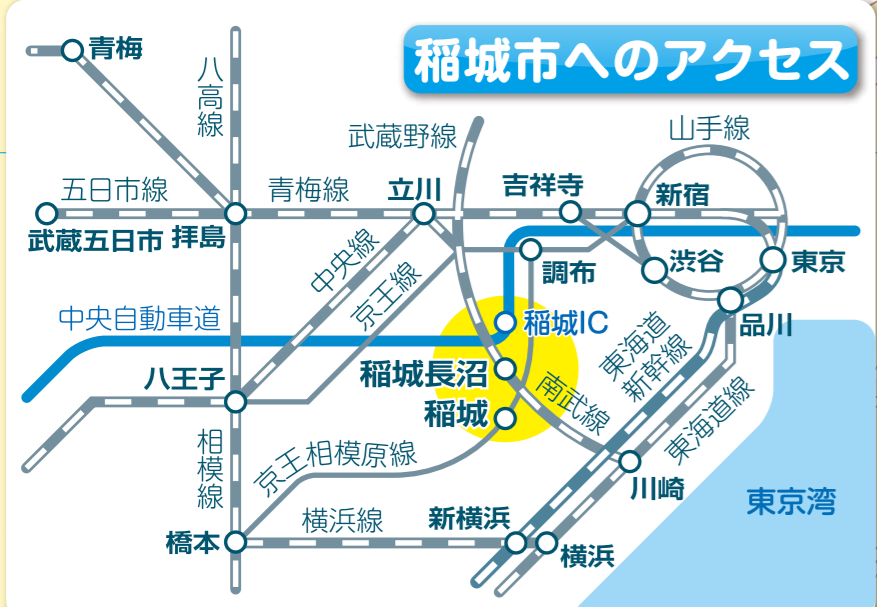 稲城市へのアクセス
青梅
八高線
武蔵野線
山手線
五日市線
青梅線
立川
吉祥寺
新宿
武蔵五日市
拝島
中央線
京王線
調布
渋谷
東京
中央自動車道
稲城IC
東海道
新幹線
品川
八王子
稲城長沼
稲城
南武線
東海道線
相模線
京王相模原線
川崎
東京湾
橋本
横浜線
新横浜
横浜